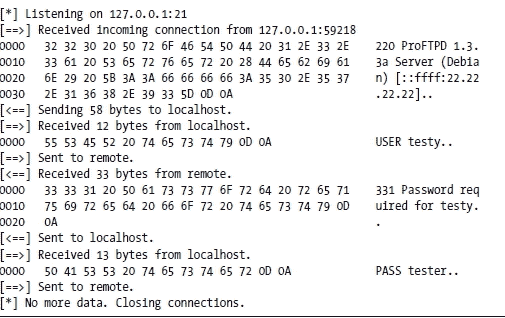 [*] Listening on 127.0.0.1:21
[==>] Received incoming connection from 127.0.0.1:59218
0000 32 32 30 20 50 72 6F 46 54 50 44 20 31 2E 33 2E 220 ProFTPD 1.3.
0010 33 61 20 53 65 72 76 65 72 20 28 44 65 62 69 61 3a Server (Debia
0020 6E 29 20 5B 3A 3A 66 66 66 66 3A 35 30 2E 35 37 n) [::ffff:22.22
0030 2E 31 36 38 2E 39 33 5D 0D 0A .22.22]..
[<==] Sending 58 bytes to localhost.
[==>] Received 12 bytes from localhost.
0000 55 53 45 52 20 74 65 73 74 79 0D 0A USER testy..
[==>] Sent to remote.
[<==] Received 33 bytes from remote.
0000 33 33 31 20 50 61 73 73 77 6F 72 64 20 72 65 71 331 Password req
0010 75 69 72 65 64 20 66 6F 72 20 74 65 73 74 79 0D uired for testy.
0020 0A .
[<==] Sent to localhost.
[==>] Received 13 bytes from localhost.
0000 50 41 53 53 20 74 65 73 74 65 72 0D 0A PASS tester..
[==>] Sent to remote.
[*] No more data. Closing connections.